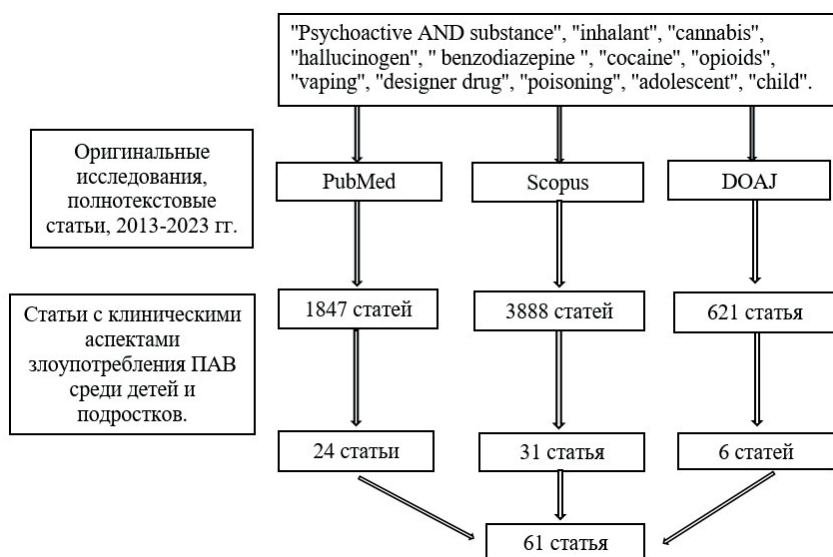 "Psychoactive AND substance", "inhalant", "cannabis",
"hallucinogen", " benzodiazepine ", "cocaine", "opioids",
"vaping", "designer drug", "poisoning", "adolescent", "child".
Оригинальные
исследования,
полнотекстовые
статьи, 2013-2023 гг.
PubMed
Scopus
DOAJ
Статьи с клиническими
аспектами
злоупотребления ПАВ
среди детей и
подростков.
1847 статей
3888 статей
621 статья
24 статьи
31 статья
6 статей
61 статья